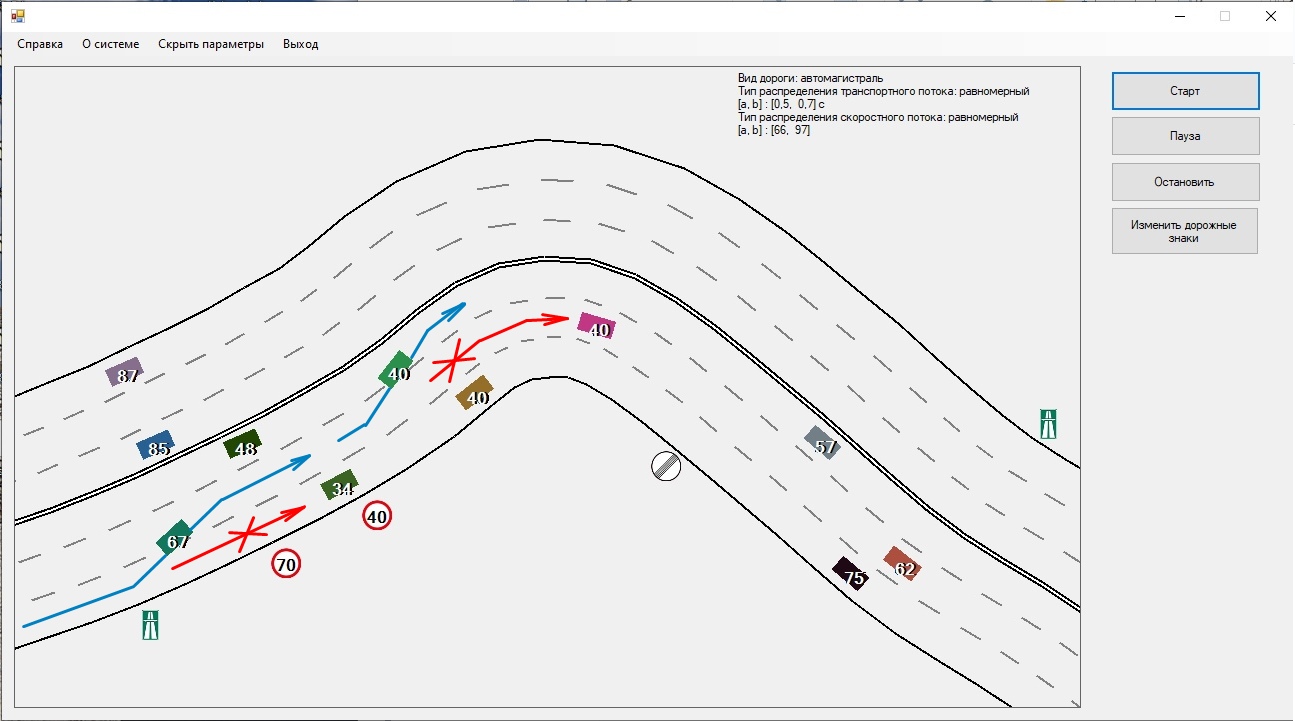 Справка О системе Скрыть параметры Выход
Вид дороги: автомагистраль
Тип распределения транспортного потока: равномерный
[a, b] : [0,5, 0,7] с
Тип распределения скоростного потока: равномерный
[a, b] : [66, 97]
Старт
Пауза
Остановить
Изменить дорожные
знаки
40
87
40
40
85
48
57
34
40
67
70
75
62